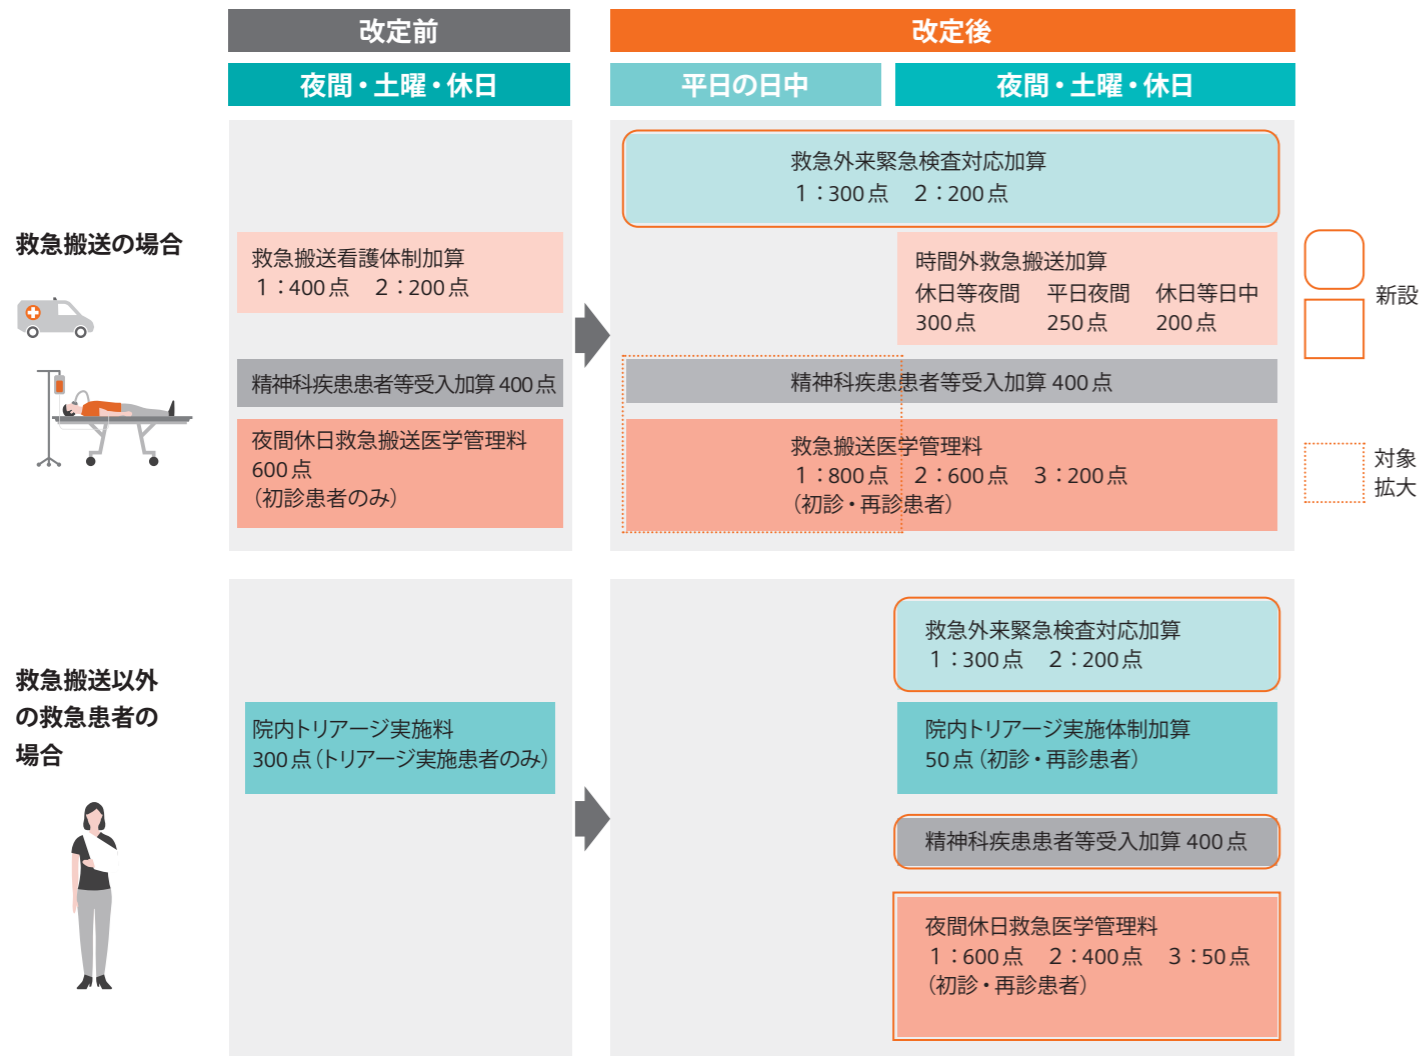 改定前
改定後
夜間・土曜・休日
平日の日中
夜間・土曜・休日
救急搬送の場合
救急搬送看護体制加算
1：400点　2：200点
精神科疾患患者等受入加算 400点
夜間休日救急搬送医学管理料
600点
（初診患者のみ）
救急外来緊急検査対応加算
1：300点　2：200点
時間外救急搬送加算
休日等夜間　平日夜間　休日等日中
300点　250点　200点
精神科疾患患者等受入加算 400点
救急搬送医学管理料
1：800点　2：600点　3：200点
（初診・再診患者）
新設
対象
拡大
救急搬送以外
の救急患者の
場合
院内トリアージ実施料
300点（トリアージ実施患者のみ）
救急外来緊急検査対応加算
1：300点　2：200点
院内トリアージ実施体制加算
50点（初診・再診患者）
精神科疾患患者等受入加算 400点
夜間休日救急医学管理料
1：600点　2：400点　3：50点
（初診・再診患者）